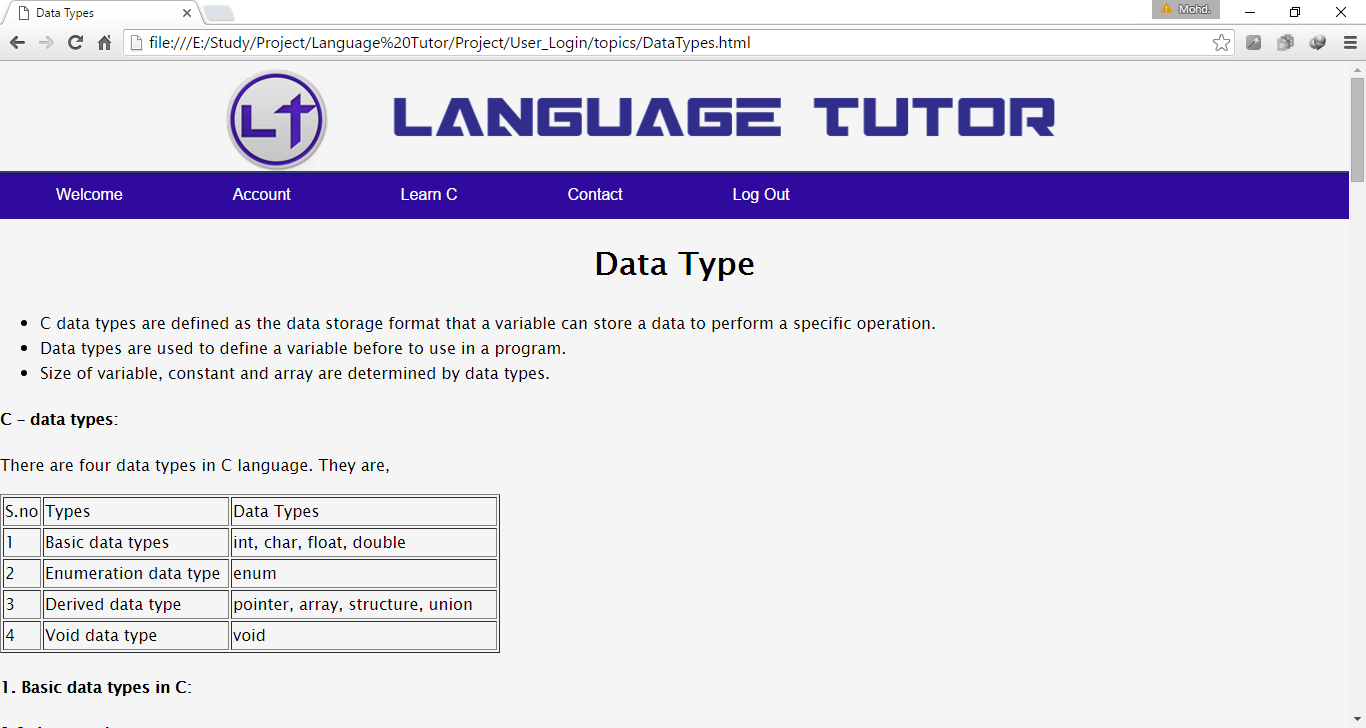 Data Types
Mohd.
file:///E:/Study/Project/Language%20Tutor/Project/User_Login/topics/DataTypes.html
LT LANGUAGE TUTOR
Welcome Account Learn C Contact Log Out
Data Type
• C data types are defined as the data storage format that a variable can store a data to perform a specific operation.
• Data types are used to define a variable before to use in a program.
• Size of variable, constant and array are determined by data types.
C – data types:
There are four data types in C language. They are,
S.no Types Data Types
1 Basic data types int, char, float, double
2 Enumeration data type enum
3 Derived data type pointer, array, structure, union
4 Void data type void
1. Basic data types in C: